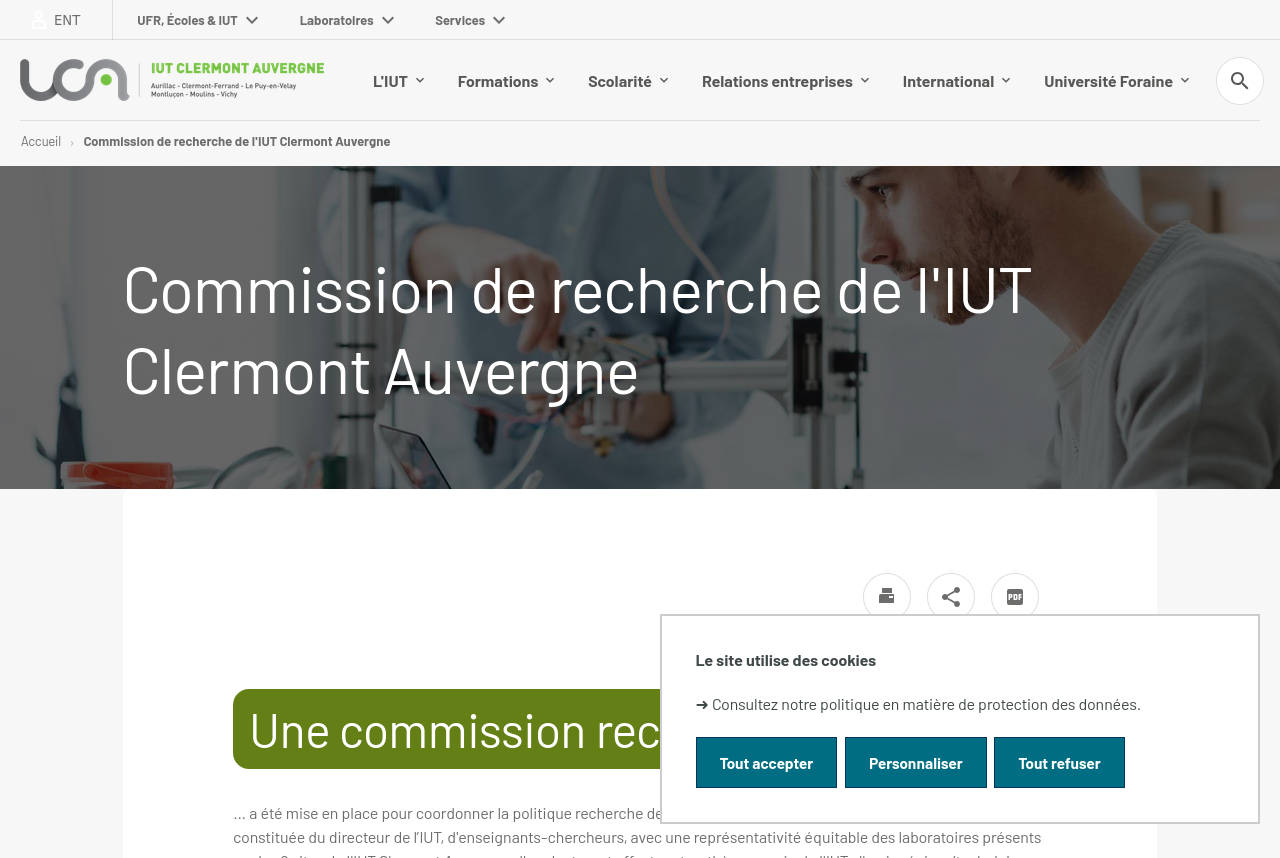 ENT
UFR, Écoles & IUT
Laboratoires
Services
uca
IUT CLERMONT AUVERGNE
Aurillac - Clermont-Ferrand - Le Puy-en-Velay
Montluçon - Moulins - Vichy
L'IUT
Formations
Scolarité
Relations entreprises
International
Université Foraine
Accueil › Commission de recherche de l'IUT Clermont Auvergne
Commission de recherche de l'IUT
Clermont Auvergne
PDF
Le site utilise des cookies
➜ Consultez notre politique en matière de protection des données.
Tout accepter
Personnaliser
Tout refuser
Une commission rec
... a été mise en place pour coordonner la politique recherche de
constituée du directeur de l’IUT, d'enseignants-chercheurs, avec une représentativité équitable des laboratoires présents